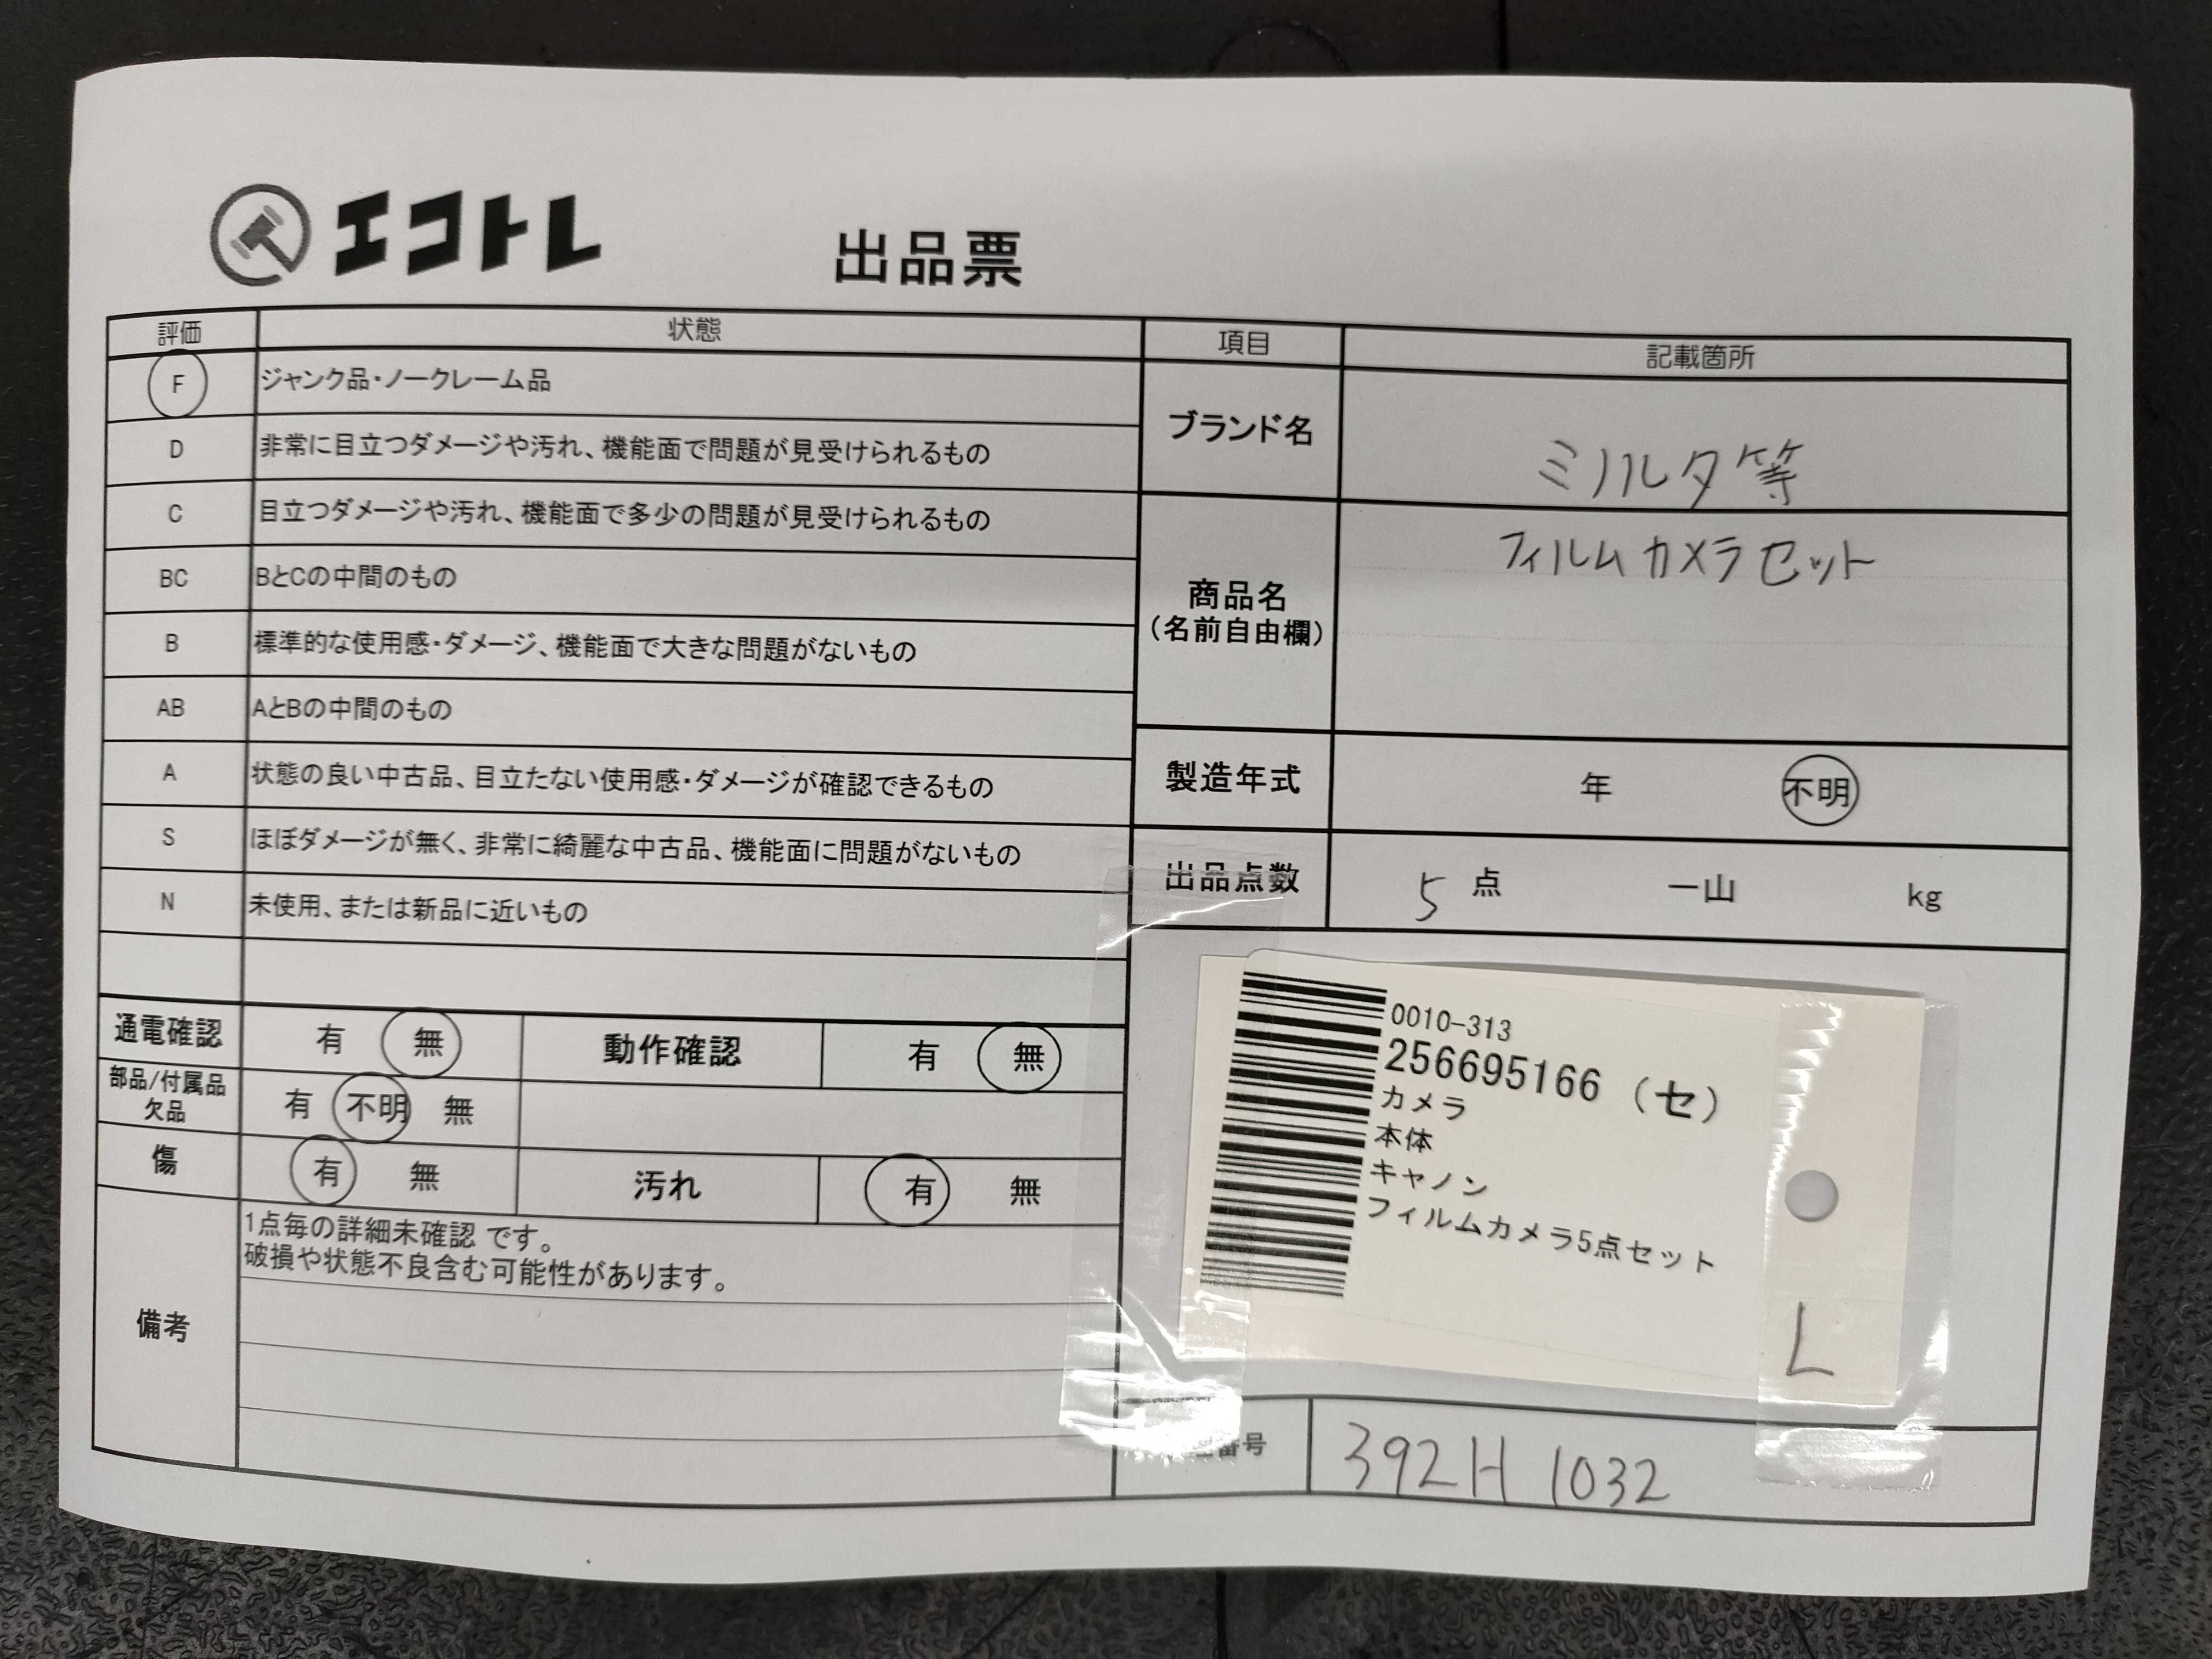 エコトレ
出品票
評価 状態
F ジャンク品・ノークレーム品
D 非常に目立つダメージや汚れ、機能面で問題が見受けられるもの
C 目立つダメージや汚れ、機能面で多少の問題が見受けられるもの
BC BとCの中間のもの
B 標準的な使用感・ダメージ、機能面で大きな問題がないもの
AB AとBの中間のもの
A 状態の良い中古品、目立たない使用感・ダメージが確認できるもの
S ほぼダメージが無く、非常に綺麗な中古品、機能面に問題がないもの
N 未使用、または新品に近いもの
通電確認 有 無 動作確認 有 無
部品/付属品
欠品 有 不明 無
傷 有 無 汚れ 有 無
備考
1点毎の詳細未確認 です。
破損や状態不良含む可能性があります。
項目 記載箇所
ブランド名 ミノルタ等
商品名
(名前自由欄)
フィルムカメラセット
製造年式 年 不明
出品点数 5 点 一山 kg
0010-313
256695166 (セ)
カメラ
本体
キャノン
フィルムカメラ5点セット
L
番号 392H 1032